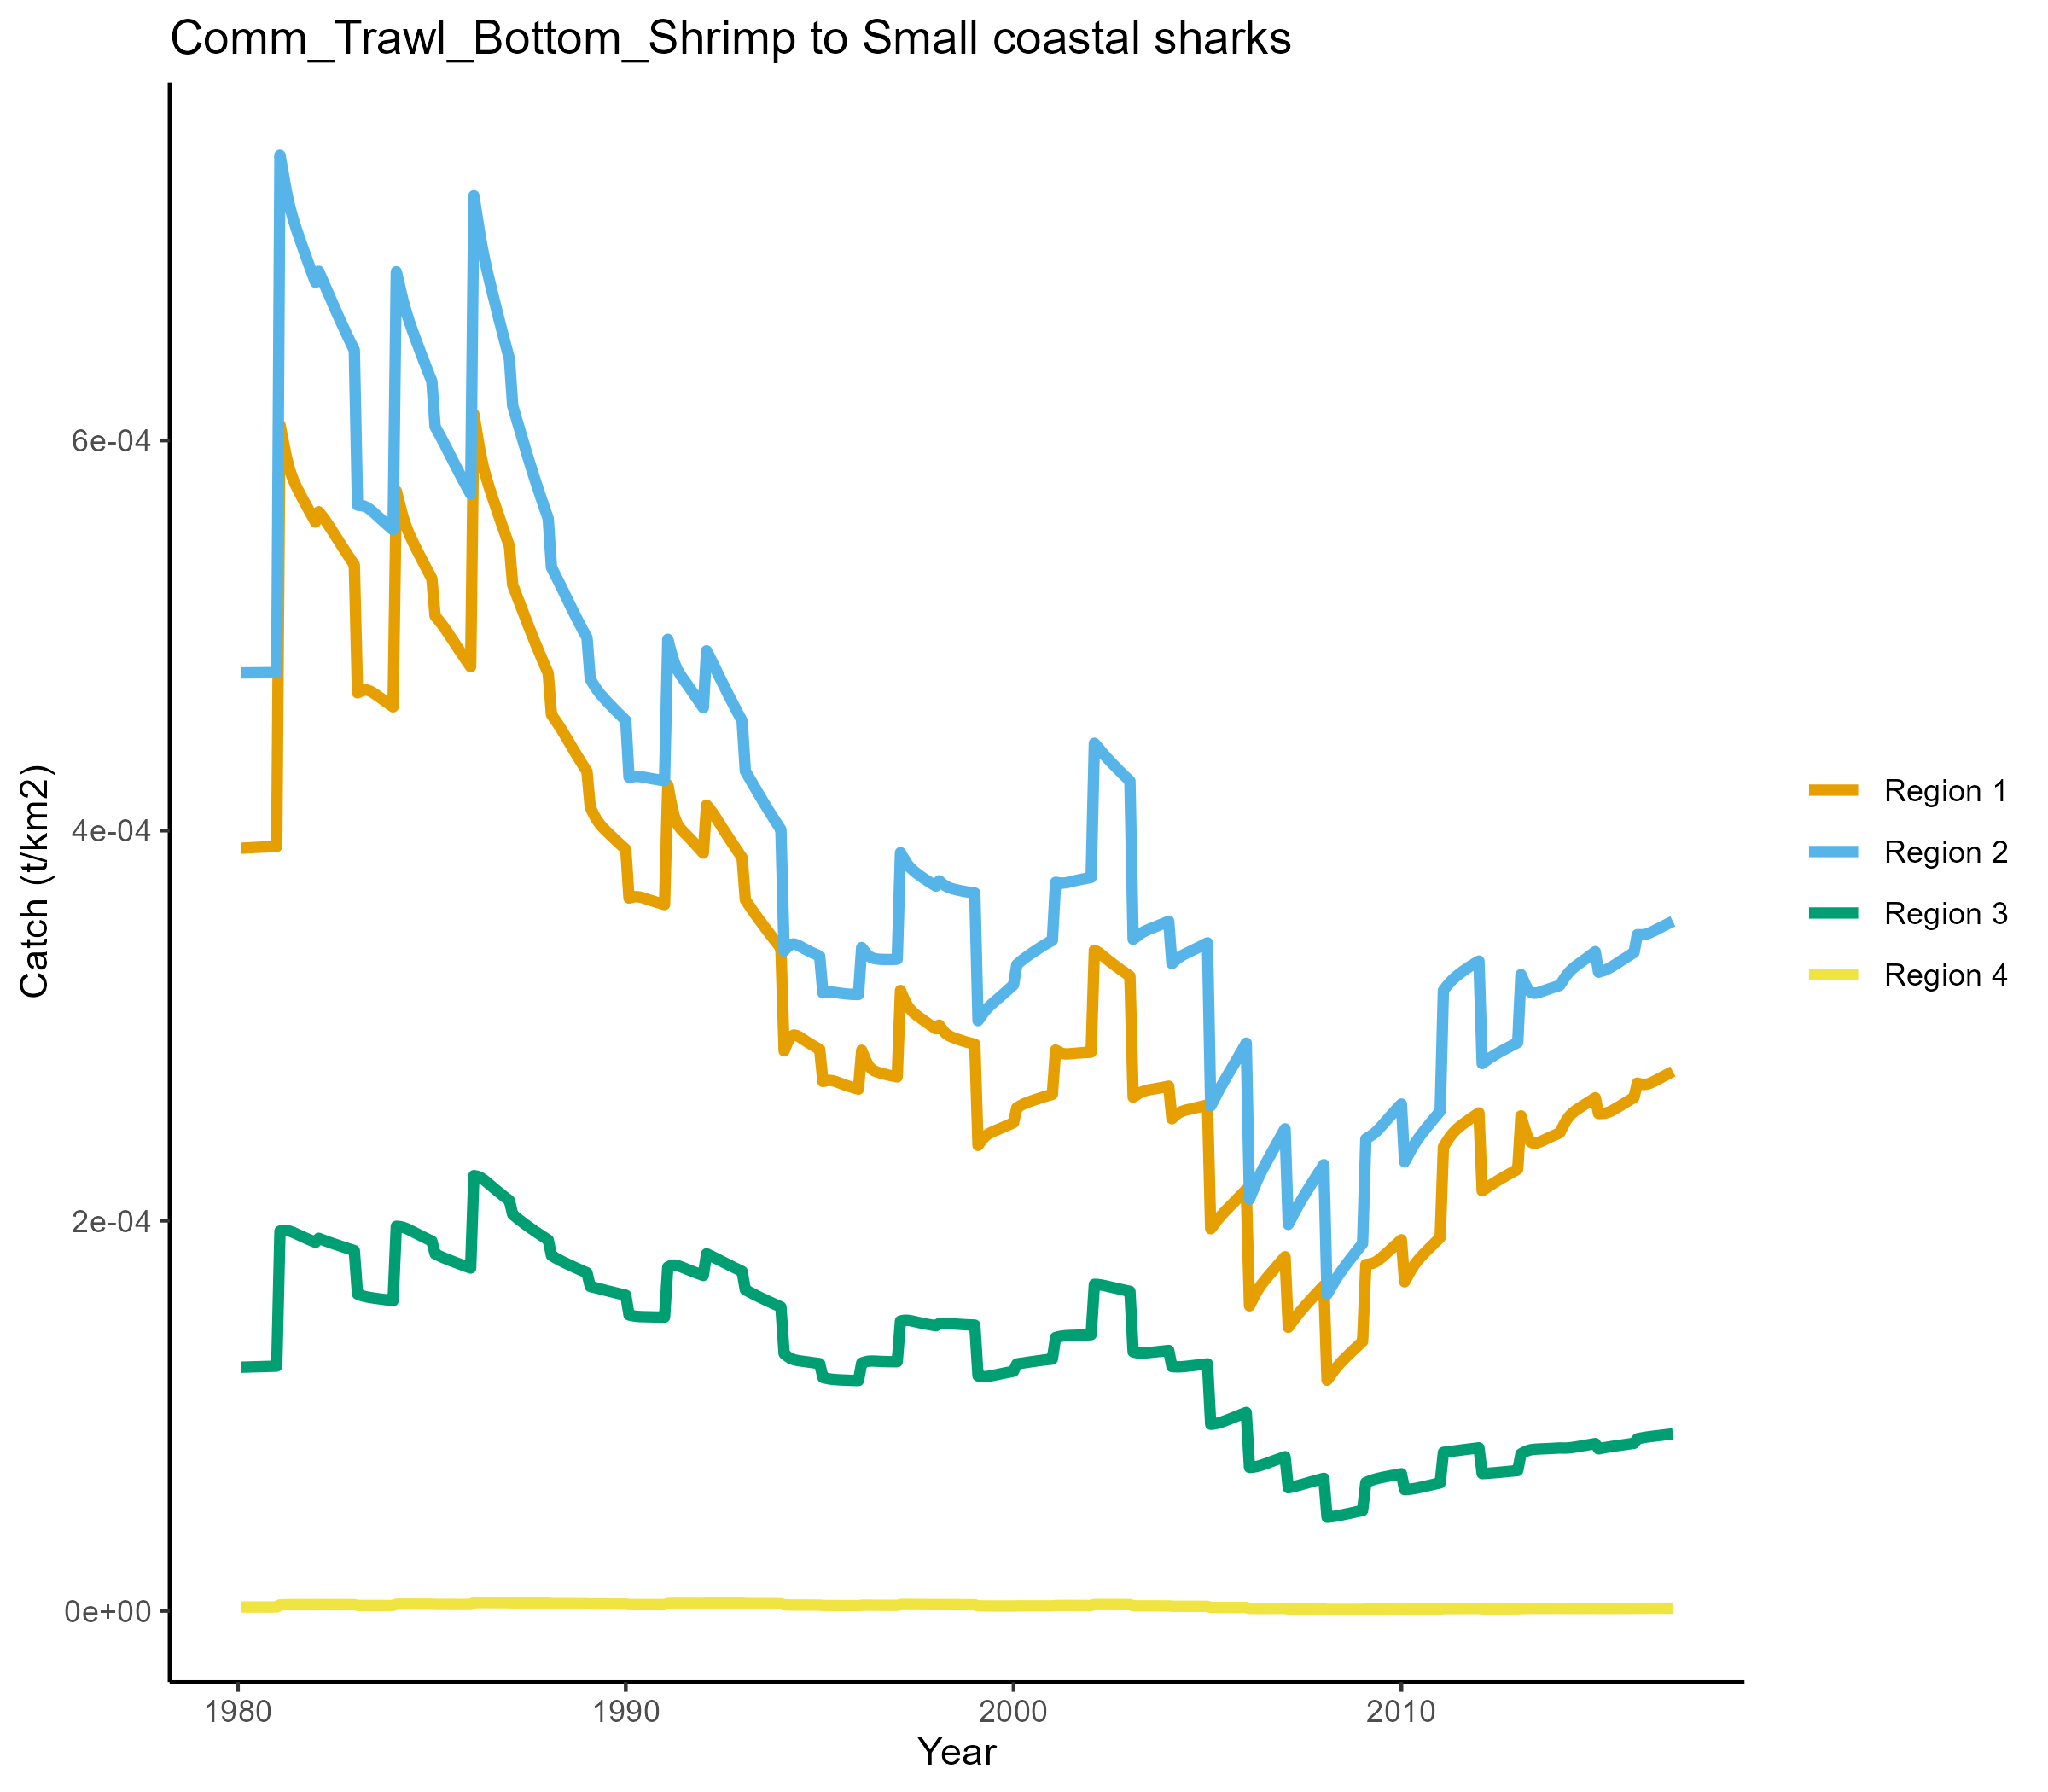 Comm_Trawl_Bottom_Shrimp to Small coastal sharks
Catch (t/km2)
6e-04
4e-04
2e-04
0e+00
1980
1990
2000
2010
Year
Region 1
Region 2
Region 3
Region 4